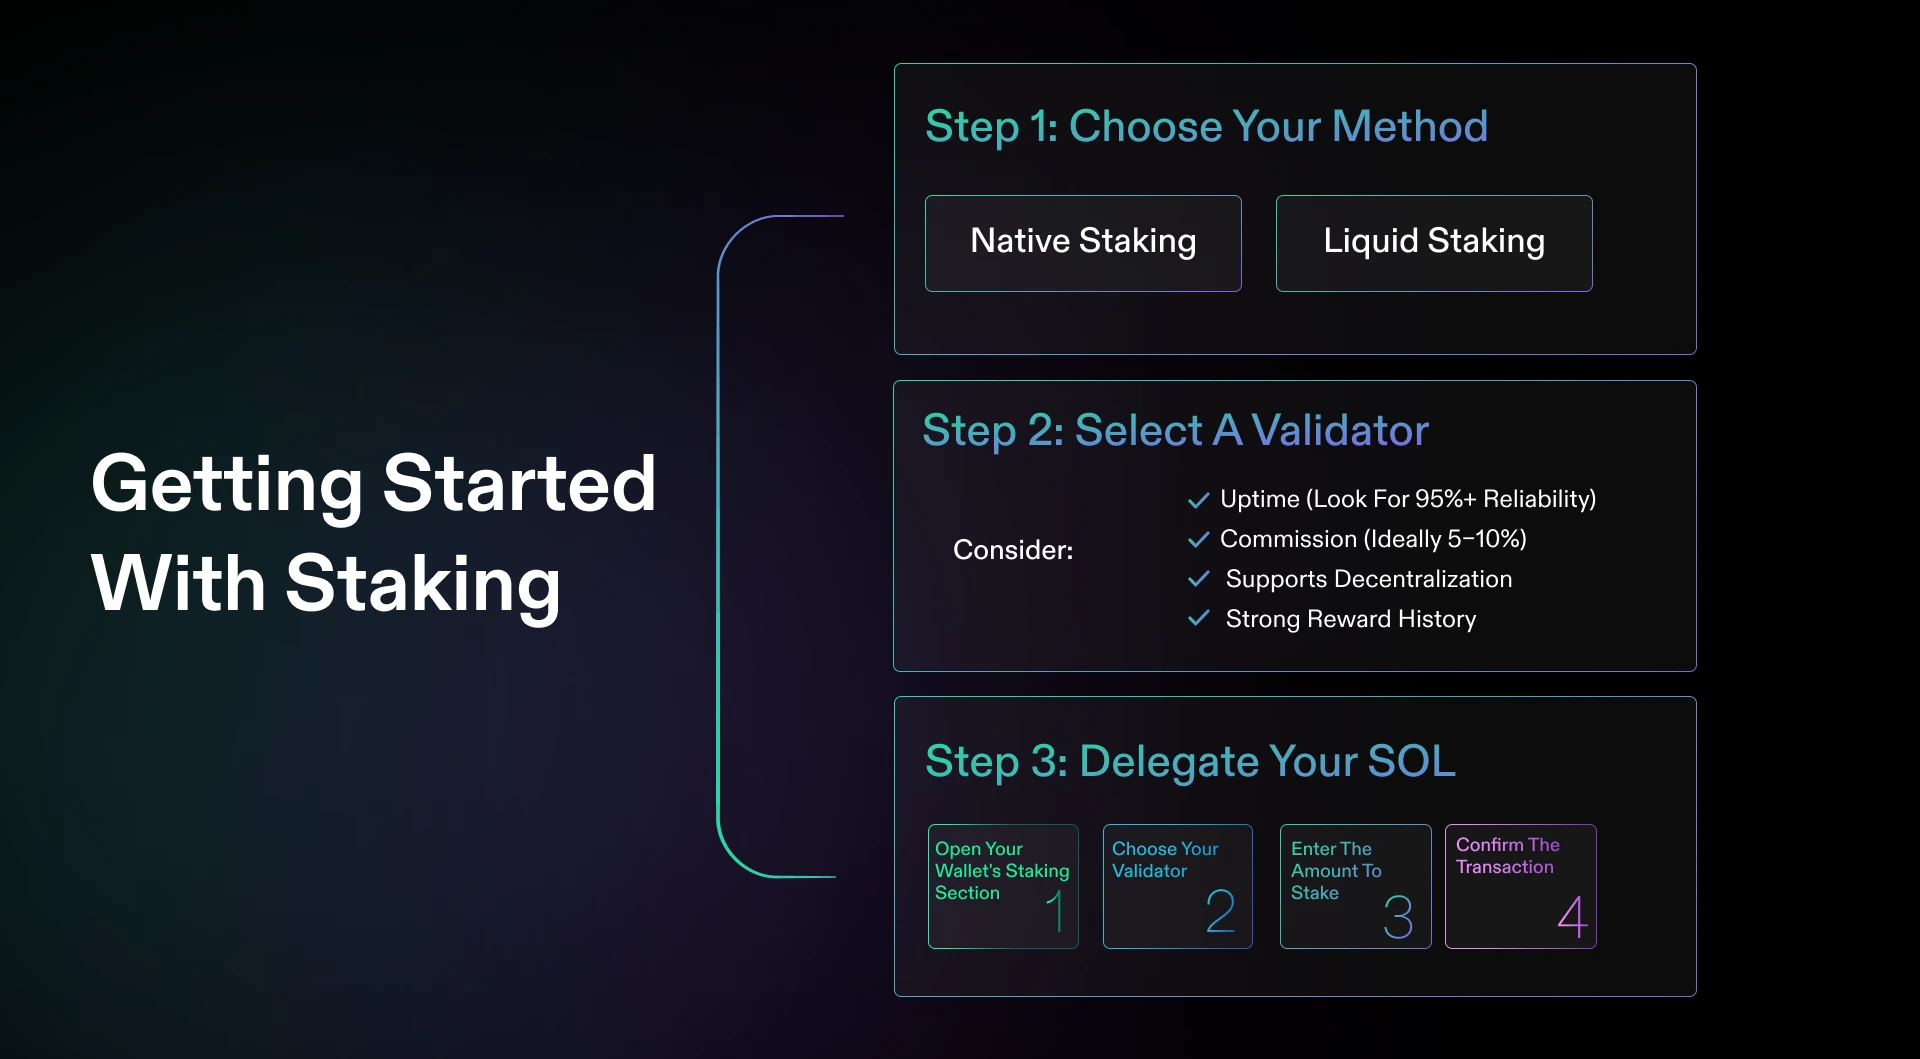 Getting Started
With Staking
Step 1: Choose Your Method
Native Staking
Liquid Staking
Step 2: Select A Validator
Consider:
Uptime (Look For 95%+ Reliability)
Commission (Ideally 5–10%)
Supports Decentralization
Strong Reward History
Step 3: Delegate Your SOL
Open Your
Wallet's Staking
Section
1
Choose Your
Validator
2
Enter The
Amount To
Stake
3
Confirm The
Transaction
4